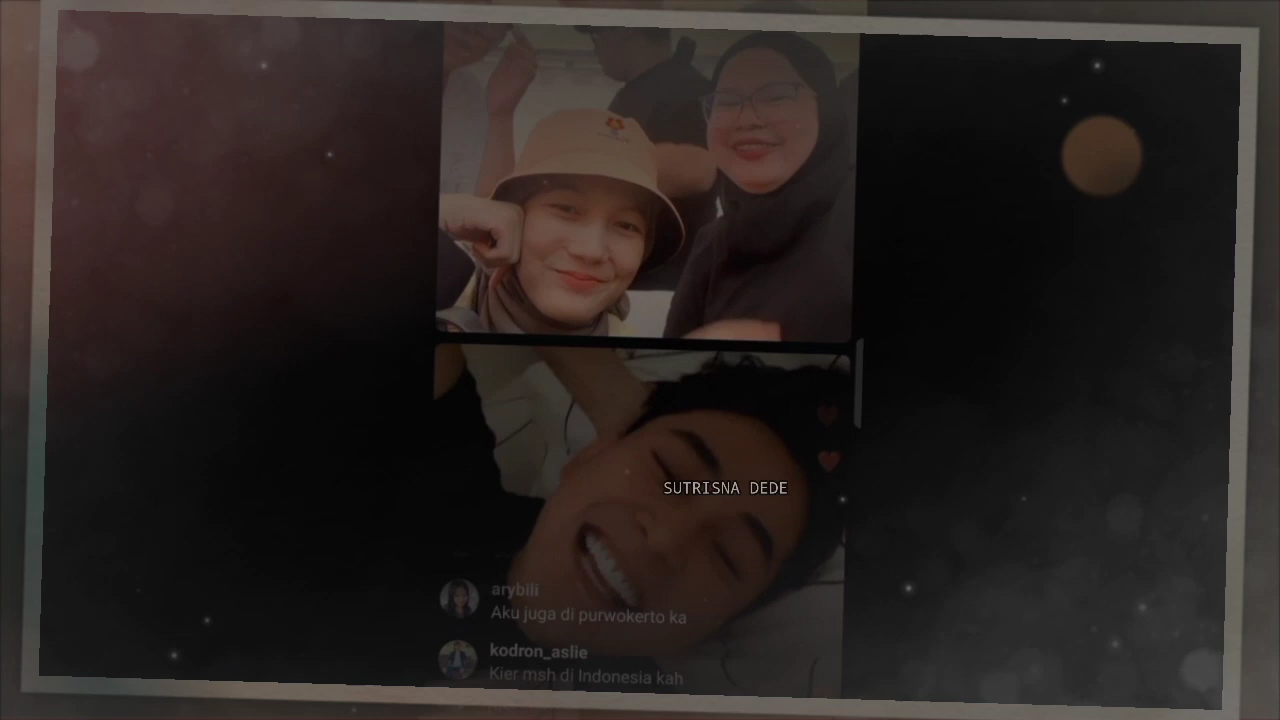 SUTRISNA DEDE
arybili
Aku juga di purwokerto ka
kodron_aslie
Kier msh di Indonesia kah